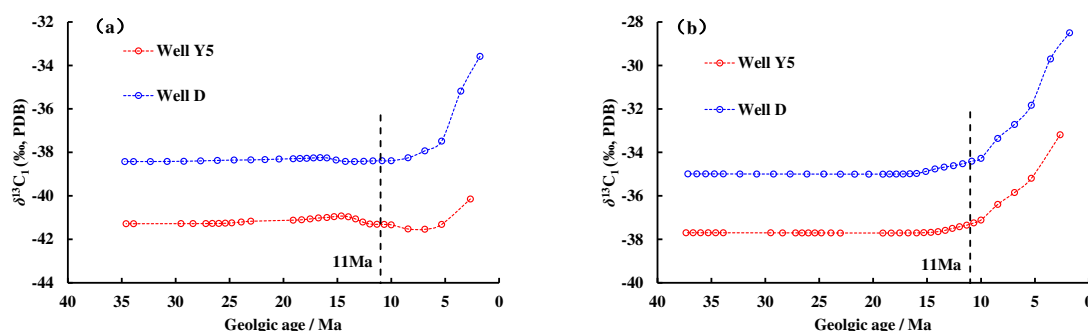 (a)
-32
-34
-36
-38
-40
-42
-44
δ¹³C₁ (‰, PDB)
Well Y5
Well D
11Ma
40 35 30 25 20 15 10 5 0
Geolgic age / Ma
(b)
-28
-30
-32
-34
-36
-38
-40
δ¹³C₁ (‰, PDB)
Well Y5
Well D
11Ma
40 35 30 25 20 15 10 5 0
Geolgic age / Ma